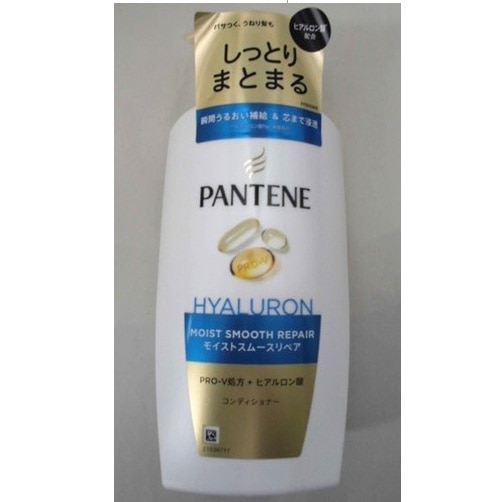 パサつく、うねり髪も
ヒアルロン酸
配合
しっとり
まとまる
瞬間うるおい補給 & 芯まで浸透
PANTENE
PRO-V
HYALURON
MOIST SMOOTH REPAIR
モイストスムースリペア
PRO-V処方 + ヒアルロン酸
コンディショナー